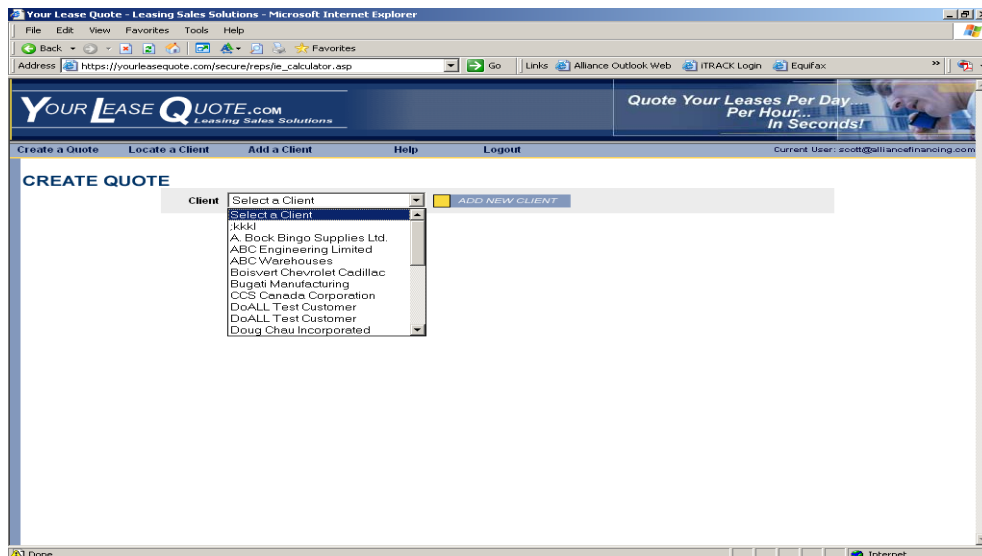 Your Lease Quote - Leasing Sales Solutions - Microsoft Internet Explorer
File Edit View Favorites Tools Help
Back Favorites
Address https://yourleasequote.com/secure/reps/ie_calculator.asp Go Links Alliance Outlook Web iTRACK Login Equifax »
YOUR LEASE QUOTE.COM
Leasing Sales Solutions
Quote Your Leases Per Day
Per Hour...
In Seconds!
Create a Quote Locate a Client Add a Client Help Logout Current User: scott@alliancefinancing.com
CREATE QUOTE
Client Select a Client ADD NEW CLIENT
Select a Client
;kkkl
A. Bock Bingo Supplies Ltd.
ABC Engineering Limited
ABC Warehouses
Boisvert Chevrolet Cadillac
Bugati Manufacturing
CCS Canada Corporation
DoALL Test Customer
DoALL Test Customer
Doug Chau Incorporated
Done Internet